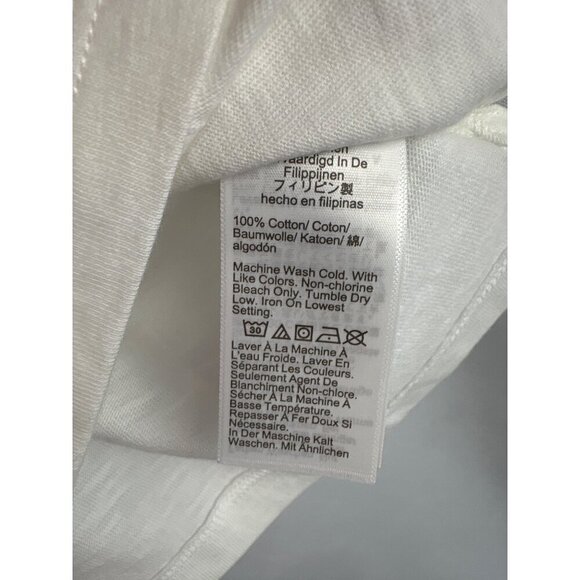 In De
Filippijnen
フィリピン製
hecho en filipinas
100% Cotton/ Coton/
Baumwolle/ Katoen/ 綿/
algodón
Machine Wash Cold. With
Like Colors. Non-chlorine
Bleach Only. Tumble Dry
Low. Iron On Lowest
Setting.
30
Laver À La Machine À
L'eau Froide. Laver En
Séparant Les Couleurs.
Seulement Agent De
Blanchiment Non-chlore.
Sécher À La Machine À
Basse Température.
Repasser À Fer Doux Si
Nécessaire.
In Der Maschine Kalt
Waschen. Mit Ähnlichen